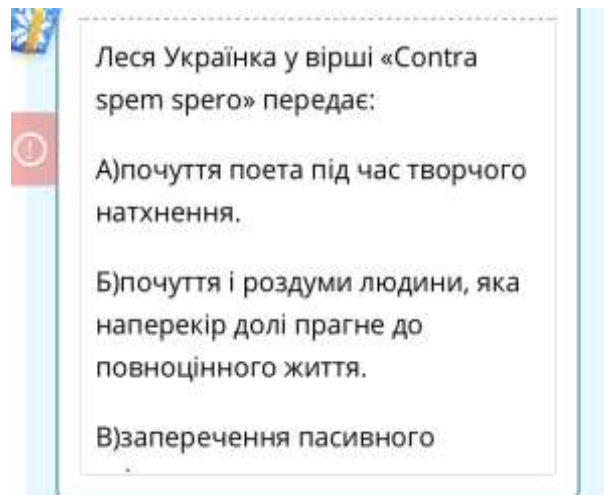 Леся Українка у вірші «Contra
spem spero» передає:
А)почуття поета під час творчого
натхнення.
Б)почуття і роздуми людини, яка
наперекір долі прагне до
повноцінного життя.
В)заперечення пасивного